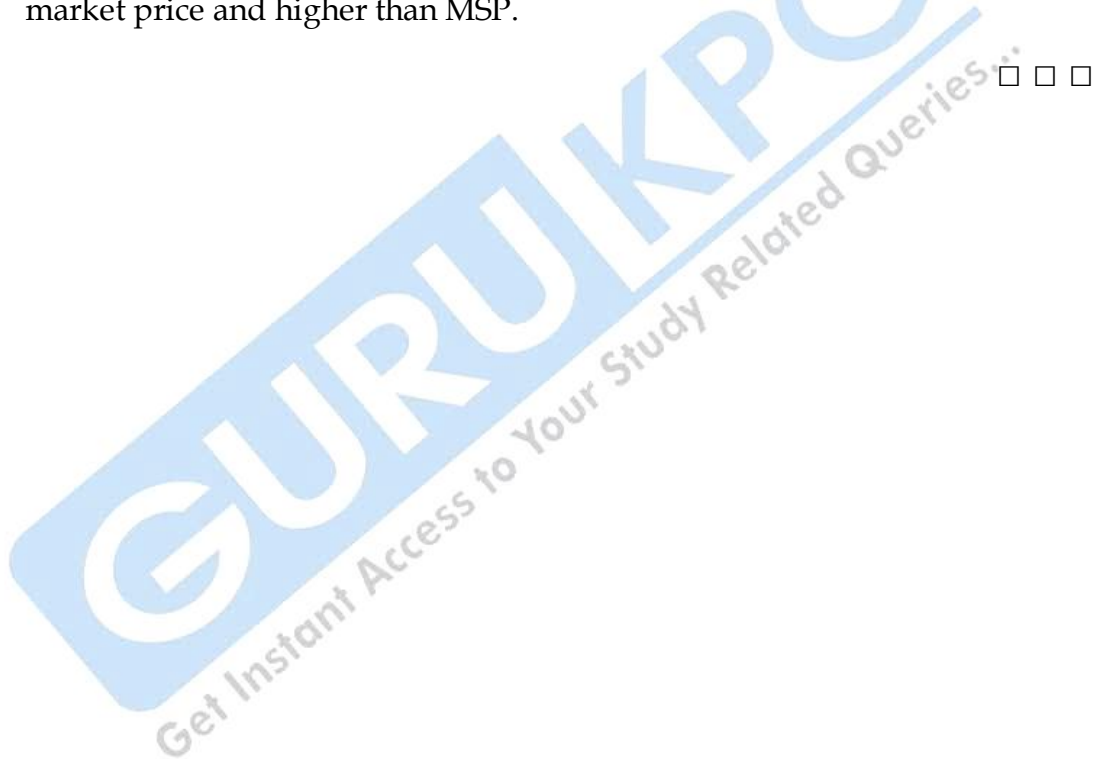 market price and higher than MSP.
□ □ □
GURUKPO
Get Instant Access to Your Study Related Queries...